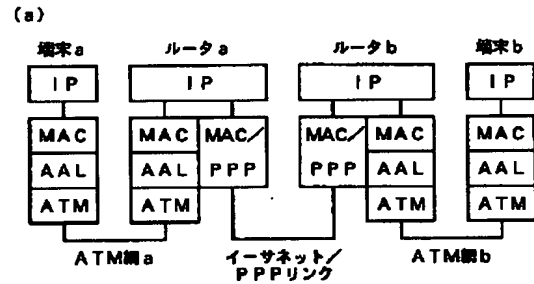 (a)
端末a ルータa ルータb 端末b
IP IP IP IP
MAC MAC MAC／ MAC／ MAC MAC
AAL AAL PPP PPP AAL AAL
ATM ATM ATM ATM
ATM網a イーサネット／ ATM網b
PPPリンク